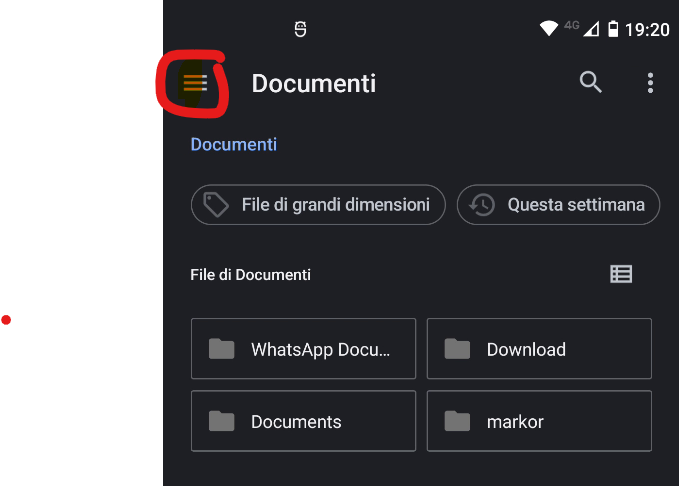 4G 19:20
Documenti
Documenti
File di grandi dimensioni Questa settimana
File di Documenti
WhatsApp Docu... Download
Documents markor